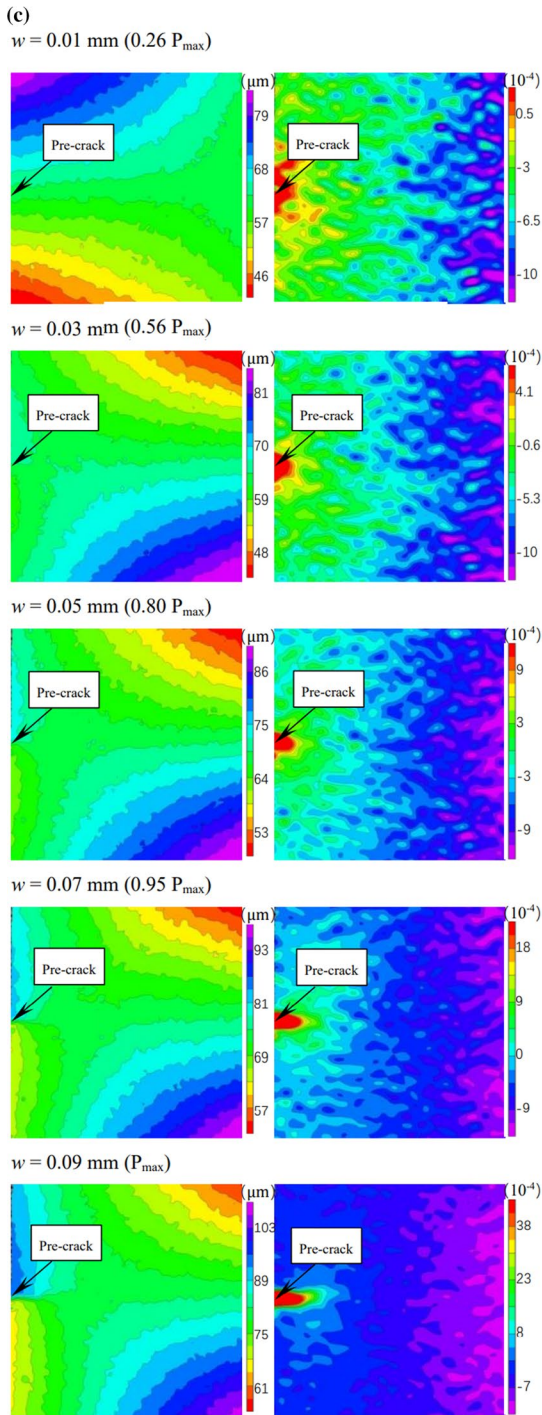 (c)
w = 0.01 mm (0.26 Pmax)
(μm) (10-4)
79 0.5
Pre-crack Pre-crack
68 -3
57 -6.5
46 -10
w = 0.03 mm (0.56 Pmax)
(μm) (10-4)
81 4.1
Pre-crack Pre-crack
70 -0.6
59 -5.3
48 -10
w = 0.05 mm (0.80 Pmax)
(μm) (10-4)
86 9
Pre-crack Pre-crack
75 3
64 -3
53 -9
w = 0.07 mm (0.95 Pmax)
(μm) (10-4)
93 18
Pre-crack Pre-crack
81 9
69 0
57 -9
w = 0.09 mm (Pmax)
(μm) (10-4)
103 38
Pre-crack Pre-crack
89 23
75 8
61 -7